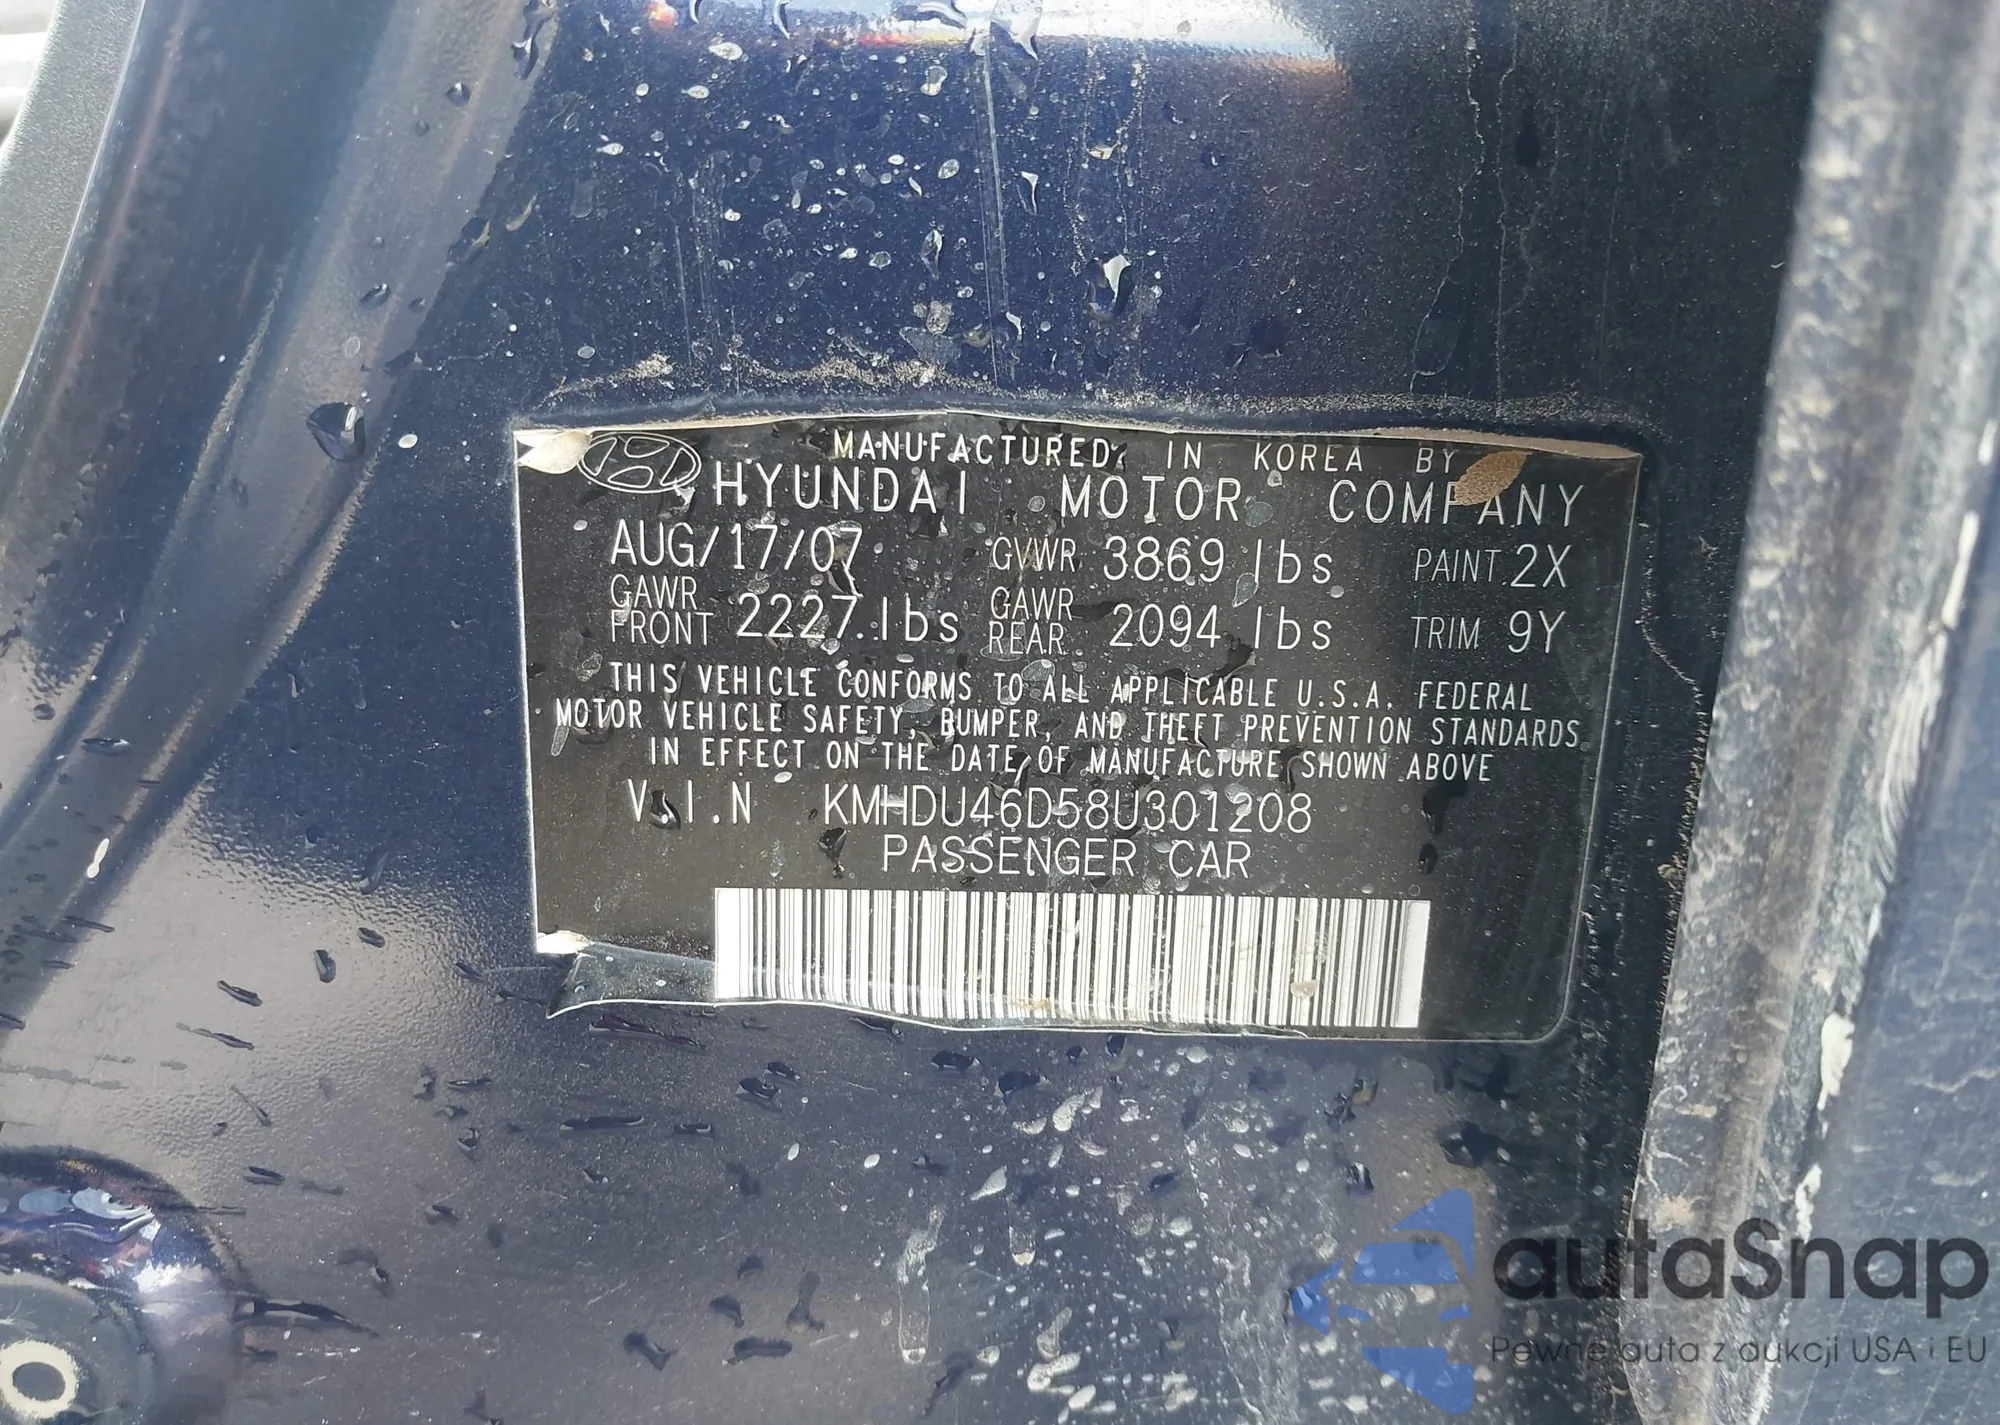 MANUFACTURED IN KOREA BY
HYUNDAI MOTOR COMPANY
AUG/17/07 GVWR 3869 lbs PAINT 2X
GAWR FRONT 2227 lbs GAWR REAR 2094 lbs TRIM 9Y
THIS VEHICLE CONFORMS TO ALL APPLICABLE U.S.A. FEDERAL
MOTOR VEHICLE SAFETY, BUMPER, AND THEFT PREVENTION STANDARDS
IN EFFECT ON THE DATE OF MANUFACTURE SHOWN ABOVE
V.I.N KMHDU46D58U301208
PASSENGER CAR
autaSnap
Pewne auta z aukcji USA i EU